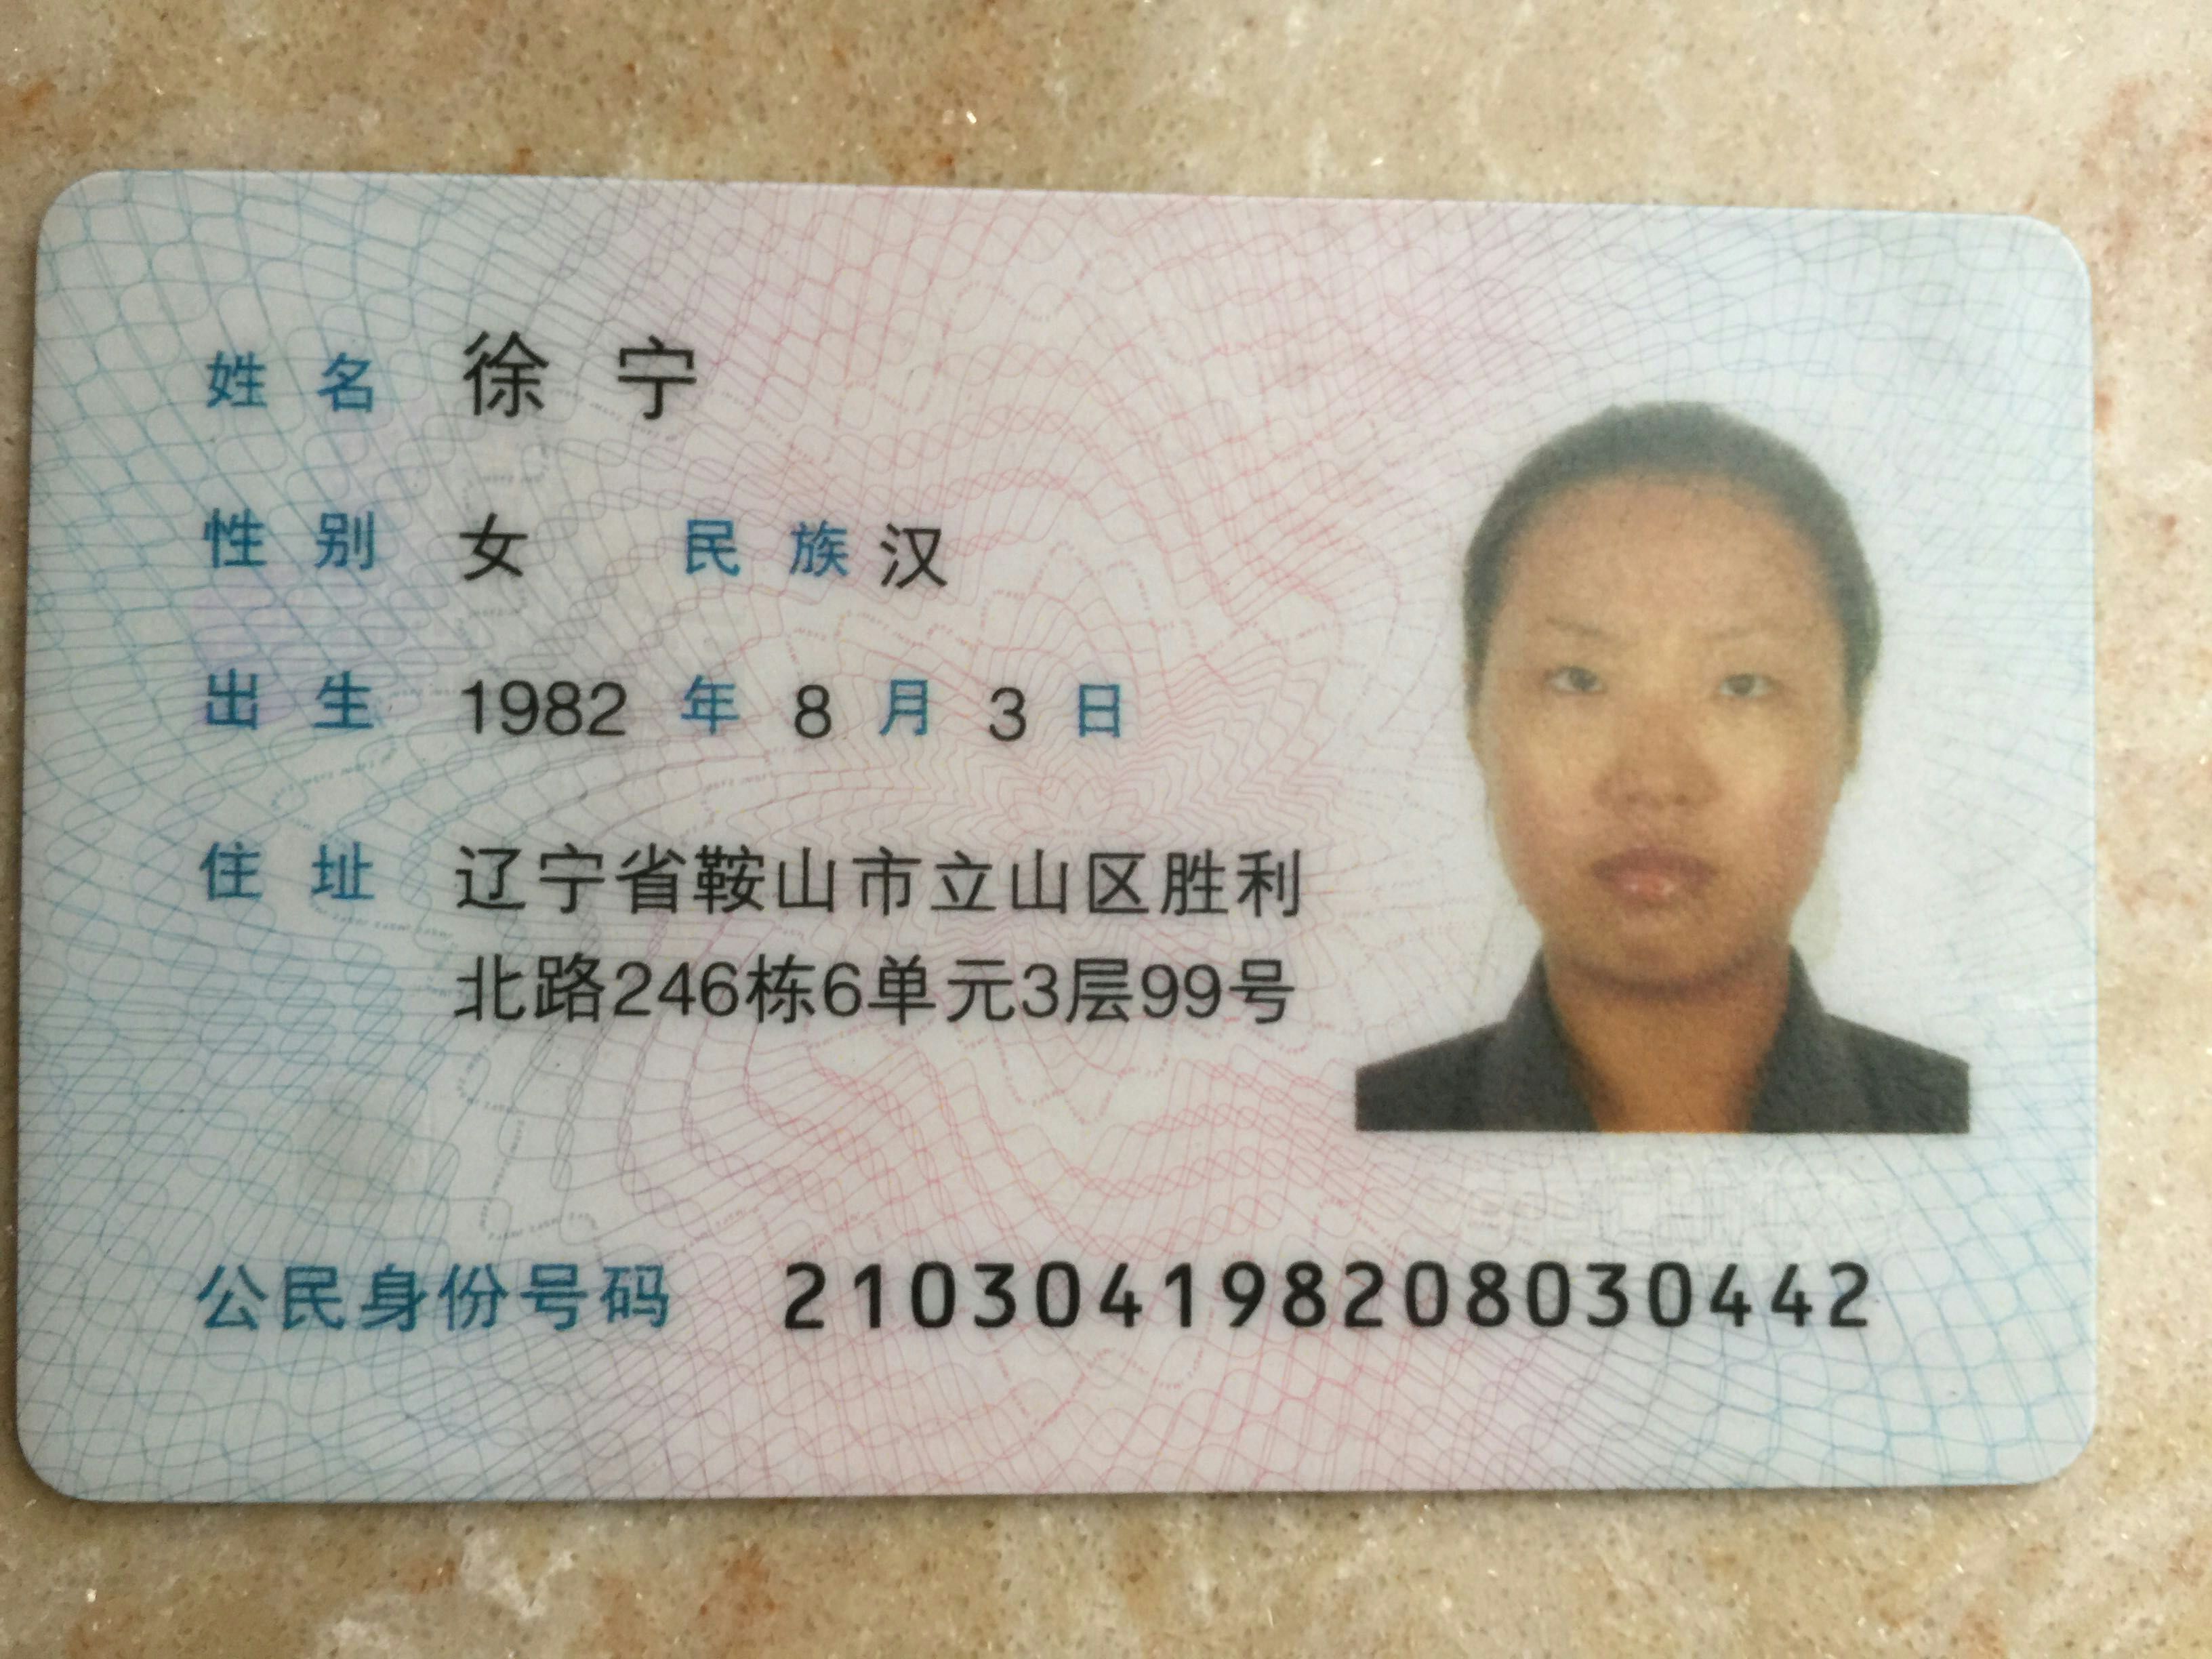 姓名 徐宁
性别 女 民族 汉
出生 1982 年 8 月 3 日
住址 辽宁省鞍山市立山区胜利
北路246栋6单元3层99号
公民身份号码 210304198208030442